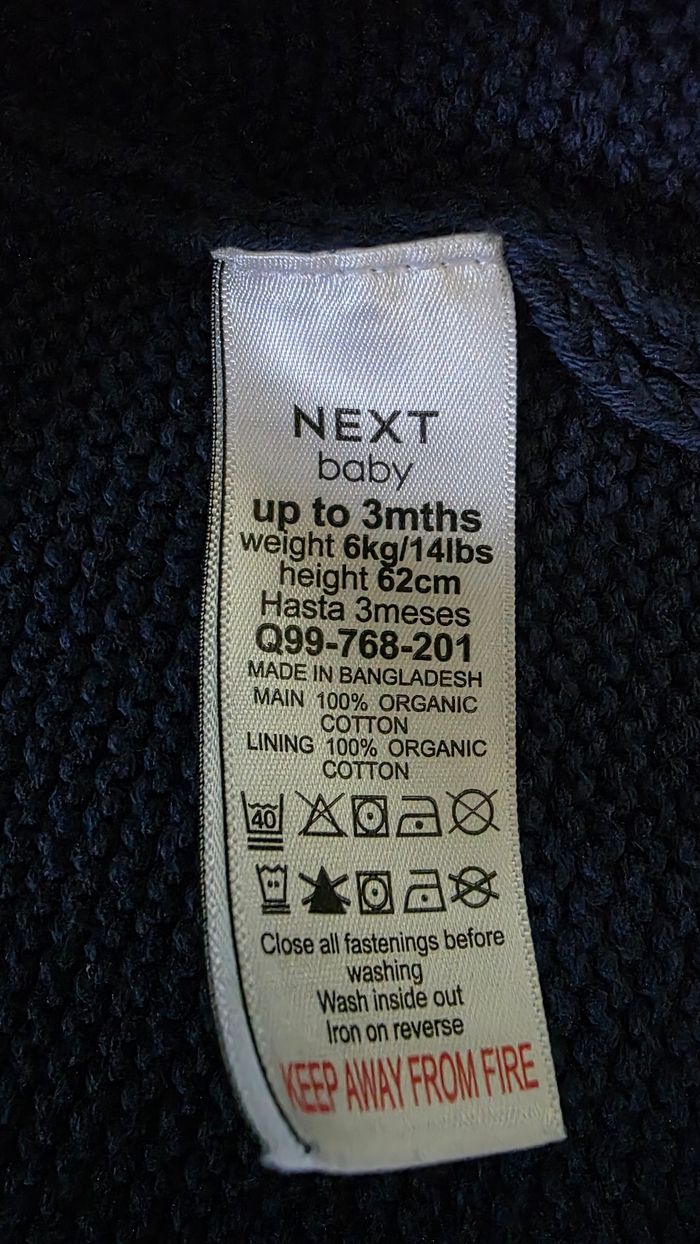 NEXT
baby
up to 3mths
weight 6kg/14lbs
height 62cm
Hasta 3meses
Q99-768-201
MADE IN BANGLADESH
MAIN 100% ORGANIC
COTTON
LINING 100% ORGANIC
COTTON
40
Close all fastenings before
washing
Wash inside out
Iron on reverse
KEEP AWAY FROM FIRE